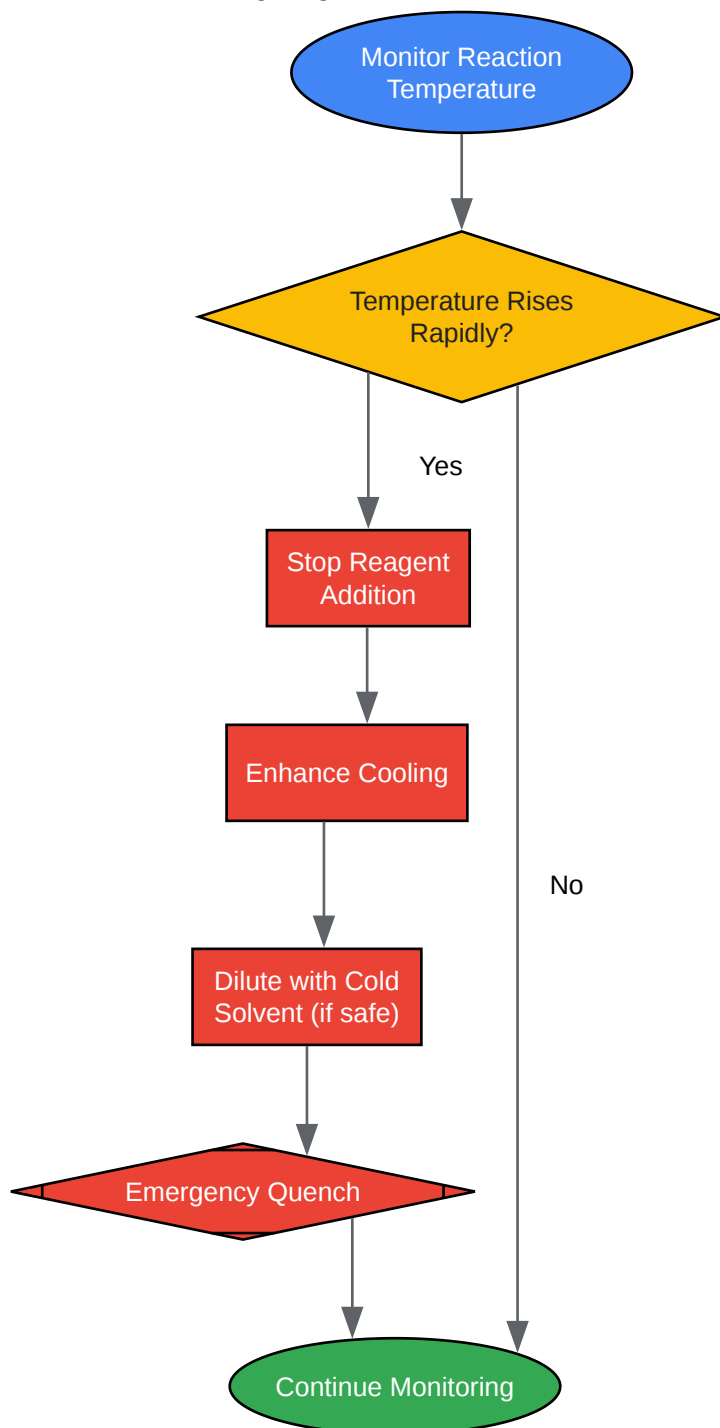 Monitor Reaction
Temperature
Temperature Rises
Rapidly?
Yes
Stop Reagent
Addition
Enhance Cooling
No
Dilute with Cold
Solvent (if safe)
Emergency Quench
Continue Monitoring